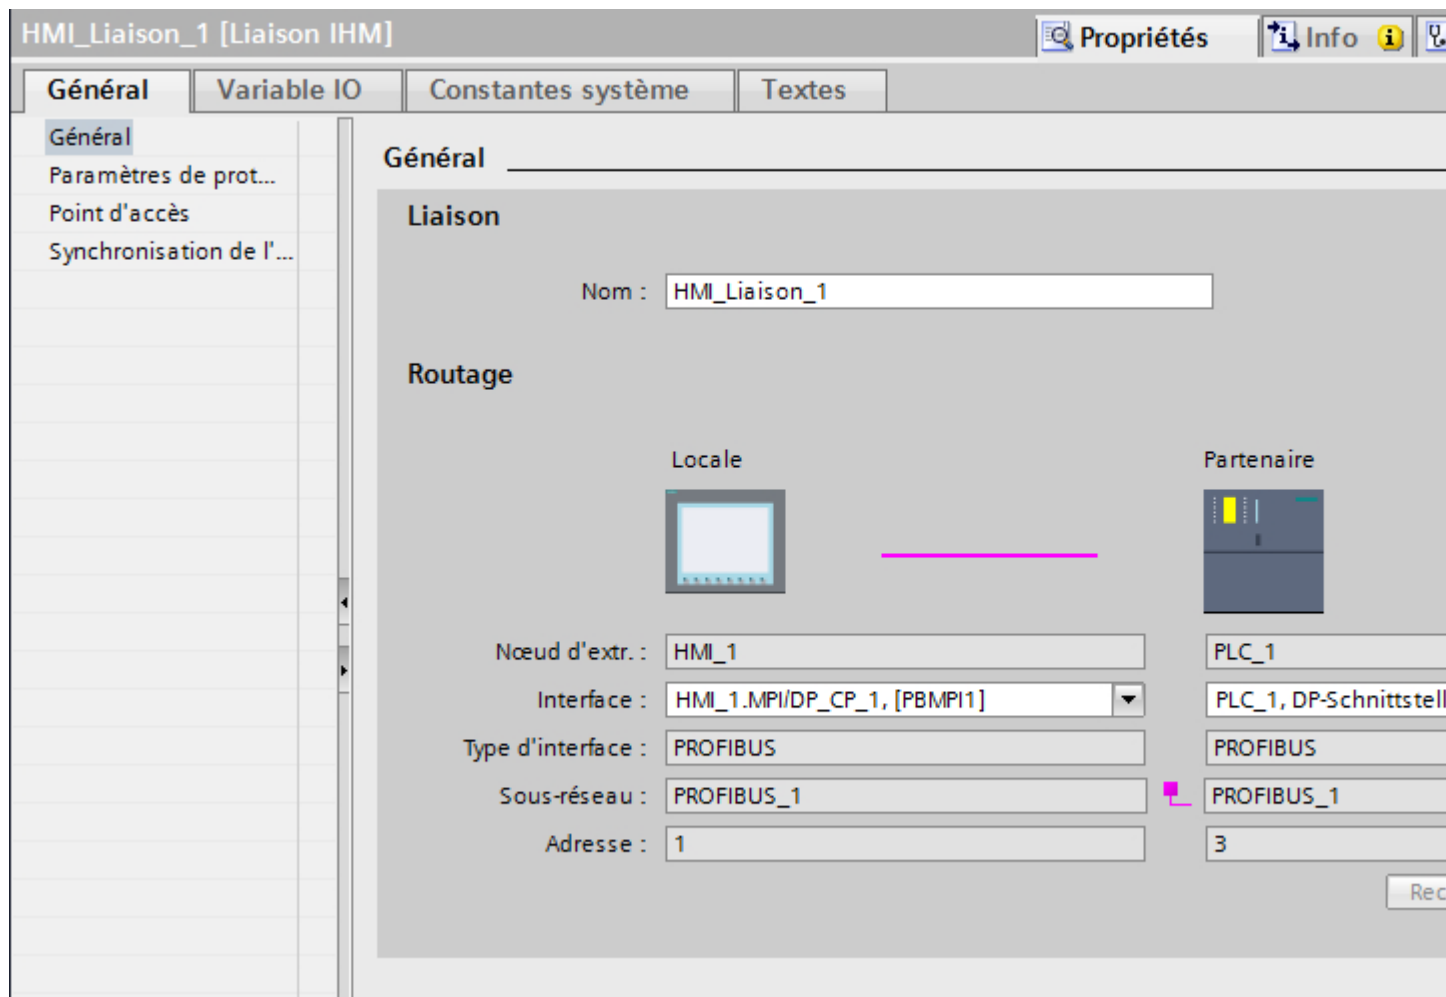 HMI_Liaison_1 [Liaison IHM]
Propriétés
Info
Général
Variable IO
Constantes système
Textes
Général
Paramètres de prot...
Point d'accès
Synchronisation de l'...
Général
Liaison
Nom :
HMI_Liaison_1
Routage
Locale
Partenaire
Nœud d'extr. :
HMI_1
PLC_1
Interface :
HMI_1.MPI/DP_CP_1, [PBMPI1]
PLC_1, DP-Schnittstell
Type d'interface :
PROFIBUS
PROFIBUS
Sous-réseau :
PROFIBUS_1
PROFIBUS_1
Adresse :
1
3
Rec